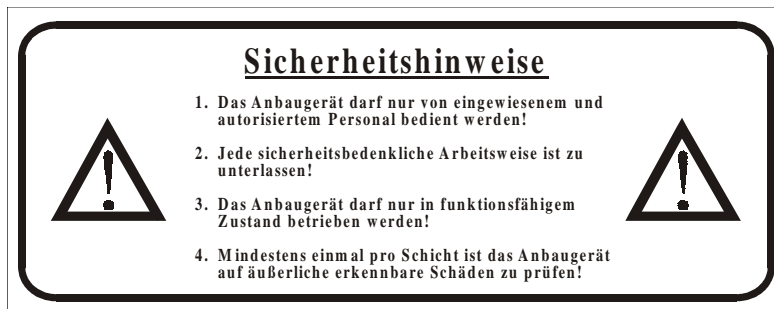 Sicherheitshinweise
1. Das Anbaugerät darf nur von eingewiesenem und
autorisiertem Personal bedient werden!
2. Jede sicherheitsbedenkliche Arbeitsweise ist zu
unterlassen!
3. Das Anbaugerät darf nur in funktionsfähigem
Zustand betrieben werden!
4. Mindestens einmal pro Schicht ist das Anbaugerät
auf äußerliche erkennbare Schäden zu prüfen!